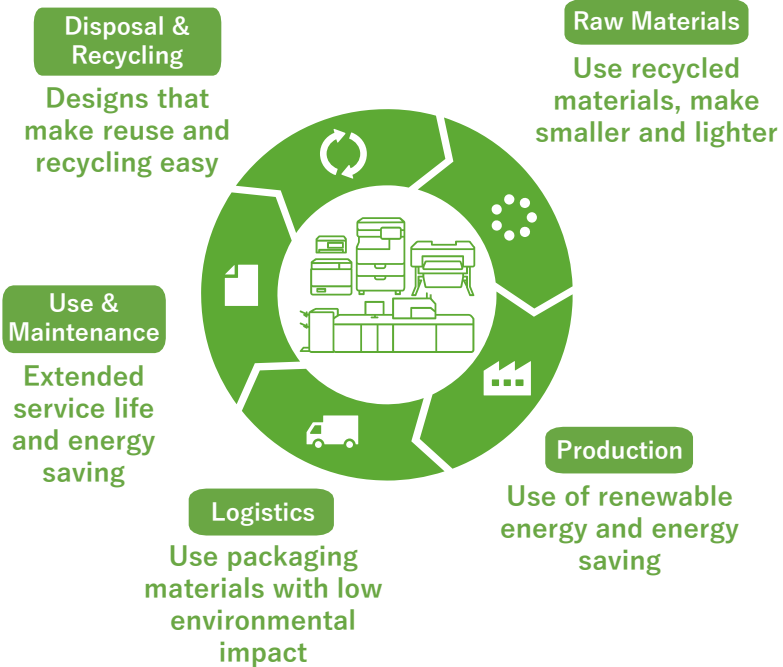 Disposal &
Recycling
Designs that
make reuse and
recycling easy
Raw Materials
Use recycled
materials, make
smaller and lighter
Use &
Maintenance
Extended
service life
and energy
saving
Production
Use of renewable
energy and energy
saving
Logistics
Use packaging
materials with low
environmental
impact